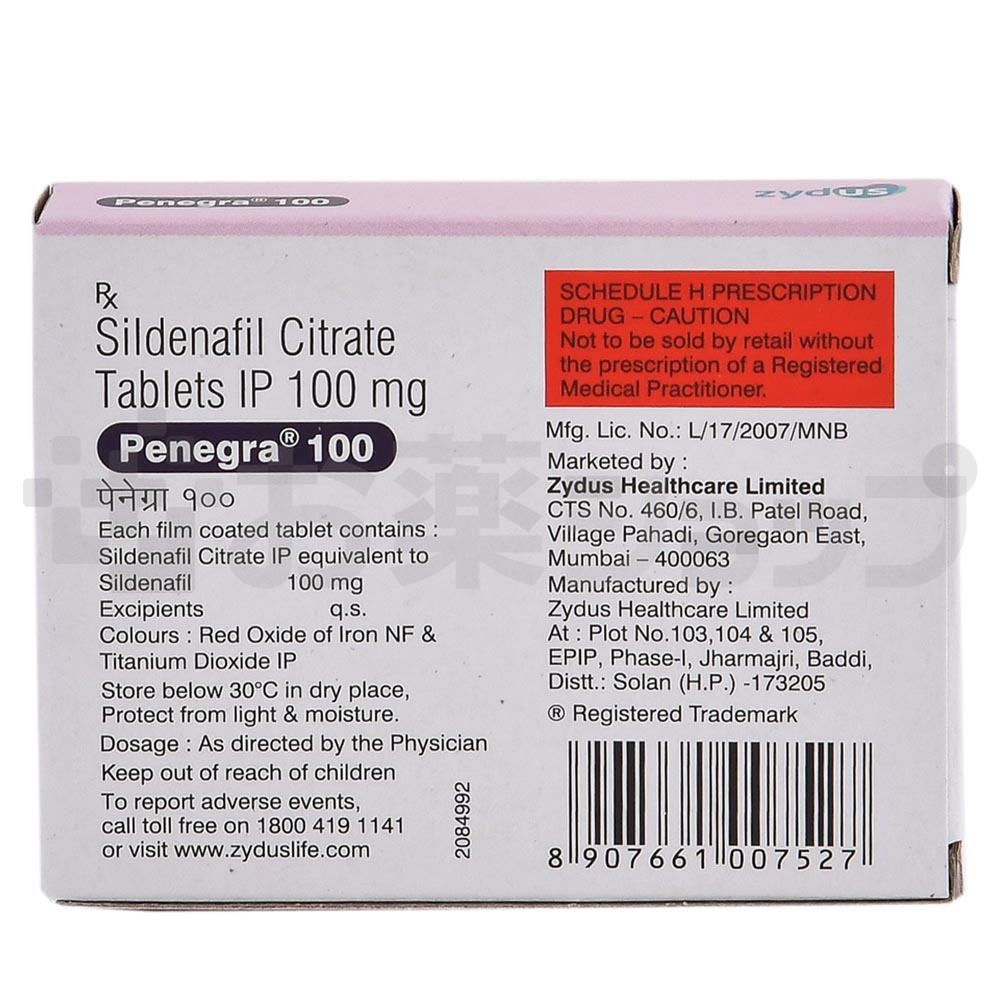 Penegra® 100
zydus
Rx
Sildenafil Citrate
Tablets IP 100 mg
Penegra® 100
पेनेग्रा १००
Each film coated tablet contains :
Sildenafil Citrate IP equivalent to
Sildenafil 100 mg
Excipients q.s.
Colours : Red Oxide of Iron NF &
Titanium Dioxide IP
Store below 30°C in dry place,
Protect from light & moisture.
Dosage : As directed by the Physician
Keep out of reach of children
To report adverse events,
call toll free on 1800 419 1141
or visit www.zyduslife.com
2084992
SCHEDULE H PRESCRIPTION
DRUG – CAUTION
Not to be sold by retail without
the prescription of a Registered
Medical Practitioner.
Mfg. Lic. No.: L/17/2007/MNB
Marketed by :
Zydus Healthcare Limited
CTS No. 460/6, I.B. Patel Road,
Village Pahadi, Goregaon East,
Mumbai – 400063
Manufactured by :
Zydus Healthcare Limited
At : Plot No.103,104 & 105,
EPIP, Phase-I, Jharmajri, Baddi,
Distt.: Solan (H.P.) -173205
® Registered Trademark
8 907661 007527
お薬
ップ